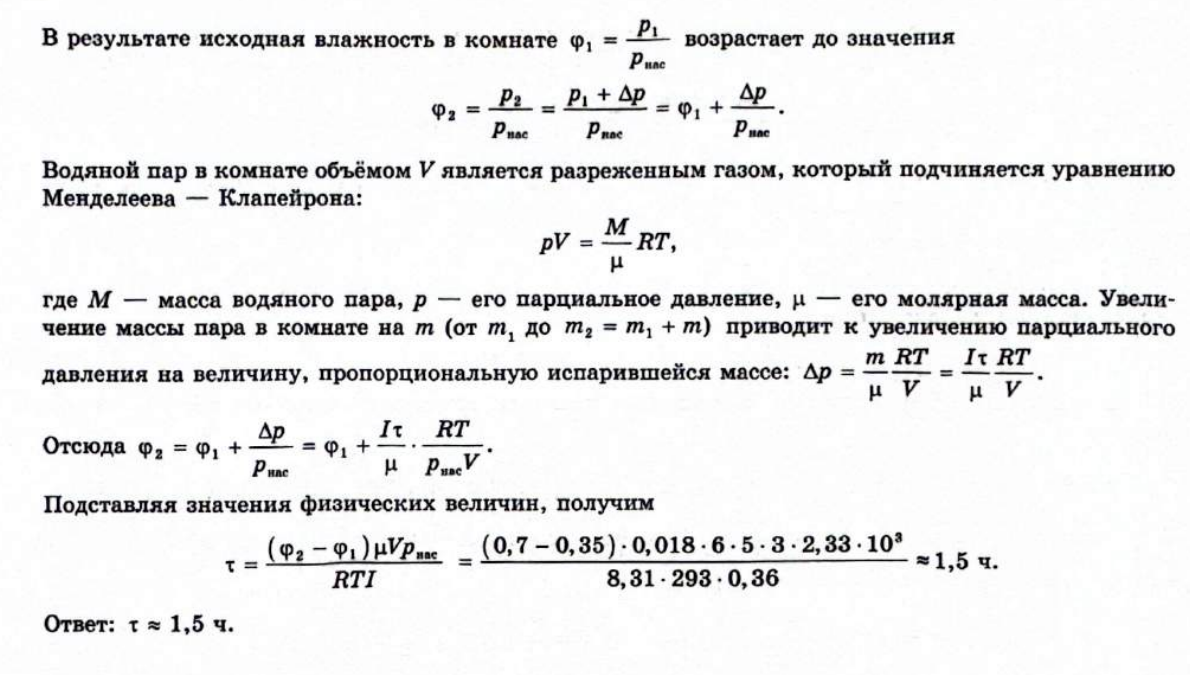 В результате исходная влажность в комнате φ₁ = p₁/pнас возрастает до значения
φ₂ = p₂/pнас = (p₁ + Δp)/pнас = φ₁ + Δp/pнас.
Водяной пар в комнате объёмом V является разреженным газом, который подчиняется уравнению
Менделеева — Клапейрона:
pV = M/μ RT,
где M — масса водяного пара, p — его парциальное давление, μ — его молярная масса. Увели-
чение массы пара в комнате на m (от m₁ до m₂ = m₁ + m) приводит к увеличению парциального
давления на величину, пропорциональную испарившейся массе: Δp = m/μ RT/V = Iτ/μ RT/V.
Отсюда φ₂ = φ₁ + Δp/pнас = φ₁ + Iτ/μ · RT/(pнасV).
Подставляя значения физических величин, получим
τ = (φ₂ − φ₁)μVpнас/(RTI) = (0,7 − 0,35)·0,018·6·5·3·2,33·10³/(8,31·293·0,36) ≈ 1,5 ч.
Ответ: τ ≈ 1,5 ч.